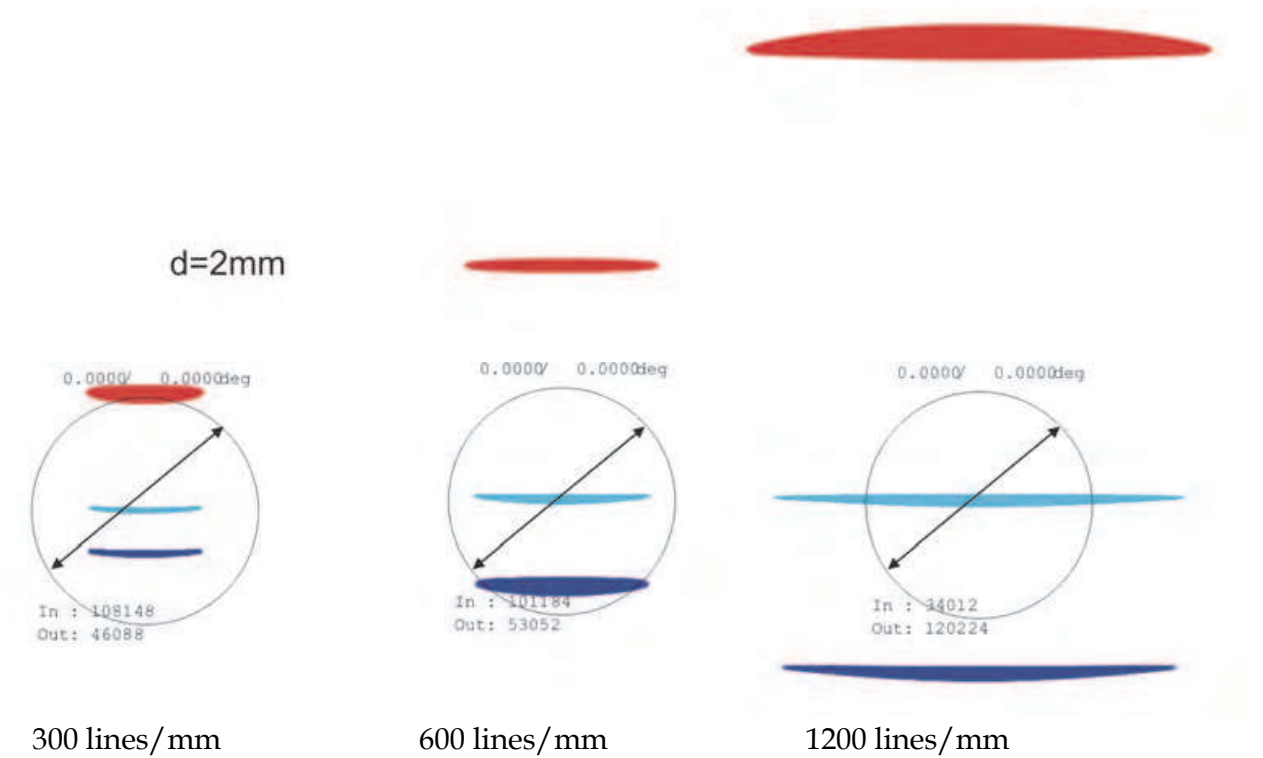 d=2mm
0.0000/ 0.0000deg
0.0000/ 0.0000deg
0.0000/ 0.0000deg
In : 108148
Out: 46088
In : 101184
Out: 53052
In : 34012
Out: 120224
300 lines/mm
600 lines/mm
1200 lines/mm